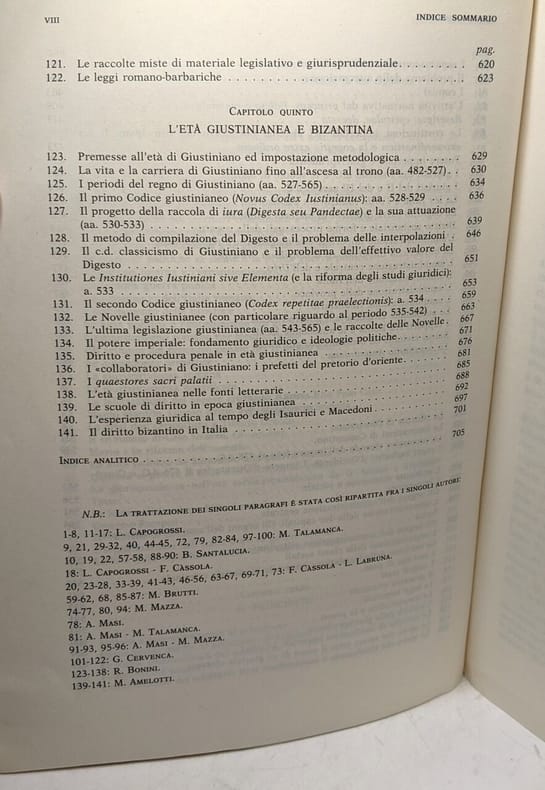 VIII
INDICE SOMMARIO
pag.
121. Le raccolte miste di materiale legislativo e giurisprudenziale. . . . . . . . . . 620
122. Le leggi romano-barbariche . . . . . . . . . . . . . . . . . . . . . . . . . . . . . . 623
CAPITOLO QUINTO
L'ETÀ GIUSTINIANEA E BIZANTINA
123. Premesse all'età di Giustiniano ed impostazione metodologica . . . . . . . . 629
124. La vita e la carriera di Giustiniano fino all'ascesa al trono (aa. 482-527) . . 630
125. I periodi del regno di Giustiniano (aa. 527-565) . . . . . . . . . . . . . . . . . 634
126. Il primo Codice giustinianeo (Novus Codex Iustinianus): aa. 528-529 . . . . 636
127. Il progetto della raccolta di iura (Digesta seu Pandectae) e la sua attuazione
(aa. 530-533) . . . . . . . . . . . . . . . . . . . . . . . . . . . . . . . . . . . . . . 639
128. Il metodo di compilazione del Digesto e il problema delle interpolazioni . 646
129. Il c.d. classicismo di Giustiniano e il problema dell'effettivo valore del
Digesto . . . . . . . . . . . . . . . . . . . . . . . . . . . . . . . . . . . . . . . . . 651
130. Le Institutiones Iustiniani sive Elementa (e la riforma degli studi giuridici):
a. 533 . . . . . . . . . . . . . . . . . . . . . . . . . . . . . . . . . . . . . . . . . . 653
131. Il secondo Codice giustinianeo (Codex repetitae praelectionis): a. 534 . . . . 659
132. Le Novelle giustinianee (con particolare riguardo al periodo 535-542) . . . 663
133. L'ultima legislazione giustinianea (aa. 543-565) e le raccolte delle Novelle . 667
134. Il potere imperiale: fondamento giuridico e ideologie politiche. . . . . . . . 671
135. Diritto e procedura penale in età giustinianea . . . . . . . . . . . . . . . . . . 676
136. I «collaboratori» di Giustiniano: i prefetti del pretorio d'oriente. . . . . . . 681
137. I quaestores sacri palatii . . . . . . . . . . . . . . . . . . . . . . . . . . . . . . . 685
138. L'età giustinianea nelle fonti letterarie . . . . . . . . . . . . . . . . . . . . . . 688
139. Le scuole di diritto in epoca giustinianea . . . . . . . . . . . . . . . . . . . . . 692
140. L'esperienza giuridica al tempo degli Isaurici e Macedoni . . . . . . . . . . . 697
141. Il diritto bizantino in Italia . . . . . . . . . . . . . . . . . . . . . . . . . . . . . . 701
INDICE ANALITICO . . . . . . . . . . . . . . . . . . . . . . . . . . . . . . . . . . . . . 705
N.B.: LA TRATTAZIONE DEI SINGOLI PARAGRAFI È STATA COSÌ RIPARTITA FRA I SINGOLI AUTORI:
1-8, 11-17: L. CAPOGROSSI.
9, 21, 29-32, 40, 44-45, 72, 79, 82-84, 97-100: M. TALAMANCA.
10, 19, 22, 57-58, 88-90: B. SANTALUCIA.
18: L. CAPOGROSSI - F. CÀSSOLA.
20, 23-28, 33-39, 41-43, 46-56, 63-67, 69-71, 73: F. CÀSSOLA - L. LABRUNA.
59-62, 68, 85-87: M. BRUTTI.
74-77, 80, 94: M. MAZZA.
78: A. MASI.
81: A. MASI - M. TALAMANCA.
91-93, 95-96: A. MASI - M. MAZZA.
101-122: G. CERVENCA.
123-138: R. BONINI.
139-141: M. AMELOTTI.